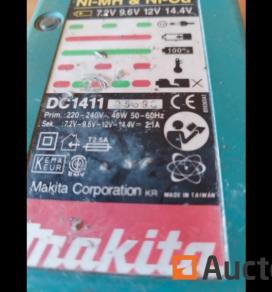 Ni-MH & Ni-Cd
7.2V 9.6V 12V 14.4V
100%
DC1411
Prim.: 220-240V~ 48W 50-60Hz
Sek.: 7.2V-9.6V-12V-14.4V= 2.1A
T2.5A
KEMA
KEUR
Makita Corporation KR
MADE IN TAIWAN
makita
Auct